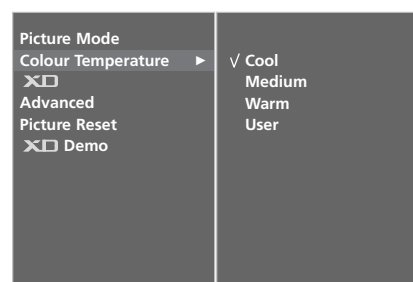 Picture Mode
Colour Temperature ►
XD
Advanced
Picture Reset
XD Demo
√ Cool
Medium
Warm
User